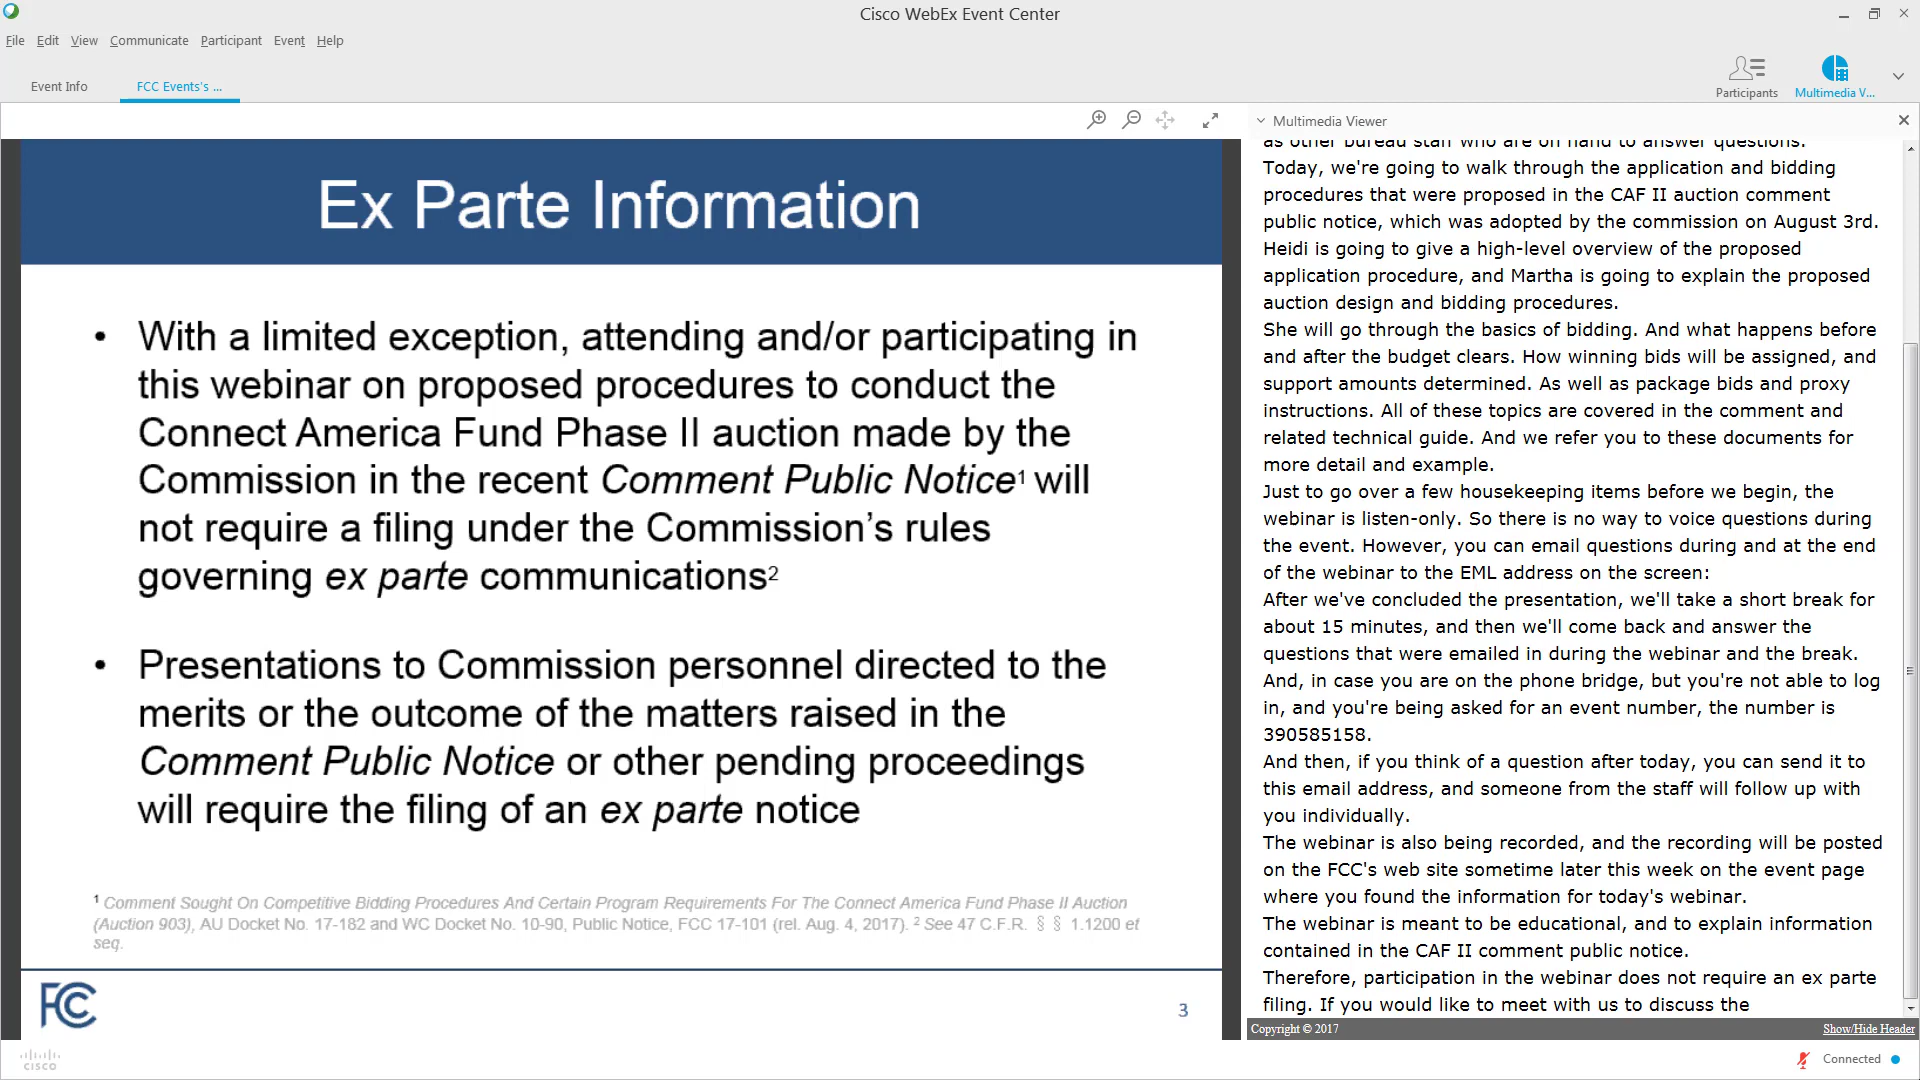 Cisco WebEx Event Center
File Edit View Communicate Participant Event Help
Event Info
FCC Events's ...
Participants
Multimedia V...
Ex Parte Information
• With a limited exception, attending and/or participating in
this webinar on proposed procedures to conduct the
Connect America Fund Phase II auction made by the
Commission in the recent Comment Public Notice¹ will
not require a filing under the Commission's rules
governing ex parte communications²
• Presentations to Commission personnel directed to the
merits or the outcome of the matters raised in the
Comment Public Notice or other pending proceedings
will require the filing of an ex parte notice
¹ Comment Sought On Competitive Bidding Procedures And Certain Program Requirements For The Connect America Fund Phase II Auction
(Auction 903), AU Docket No. 17-182 and WC Docket No. 10-90, Public Notice, FCC 17-101 (rel. Aug. 4, 2017). ² See 47 C.F.R. § § 1.1200 et
seq.
FCC
3
cisco
Multimedia Viewer
as other bureau staff who are on hand to answer questions.
Today, we're going to walk through the application and bidding
procedures that were proposed in the CAF II auction comment
public notice, which was adopted by the commission on August 3rd.
Heidi is going to give a high-level overview of the proposed
application procedure, and Martha is going to explain the proposed
auction design and bidding procedures.
She will go through the basics of bidding. And what happens before
and after the budget clears. How winning bids will be assigned, and
support amounts determined. As well as package bids and proxy
instructions. All of these topics are covered in the comment and
related technical guide. And we refer you to these documents for
more detail and example.
Just to go over a few housekeeping items before we begin, the
webinar is listen-only. So there is no way to voice questions during
the event. However, you can email questions during and at the end
of the webinar to the EML address on the screen:
After we've concluded the presentation, we'll take a short break for
about 15 minutes, and then we'll come back and answer the
questions that were emailed in during the webinar and the break.
And, in case you are on the phone bridge, but you're not able to log
in, and you're being asked for an event number, the number is
390585158.
And then, if you think of a question after today, you can send it to
this email address, and someone from the staff will follow up with
you individually.
The webinar is also being recorded, and the recording will be posted
on the FCC's web site sometime later this week on the event page
where you found the information for today's webinar.
The webinar is meant to be educational, and to explain information
contained in the CAF II comment public notice.
Therefore, participation in the webinar does not require an ex parte
filing. If you would like to meet with us to discuss the
Copyright © 2017
Show/Hide Header
Connected